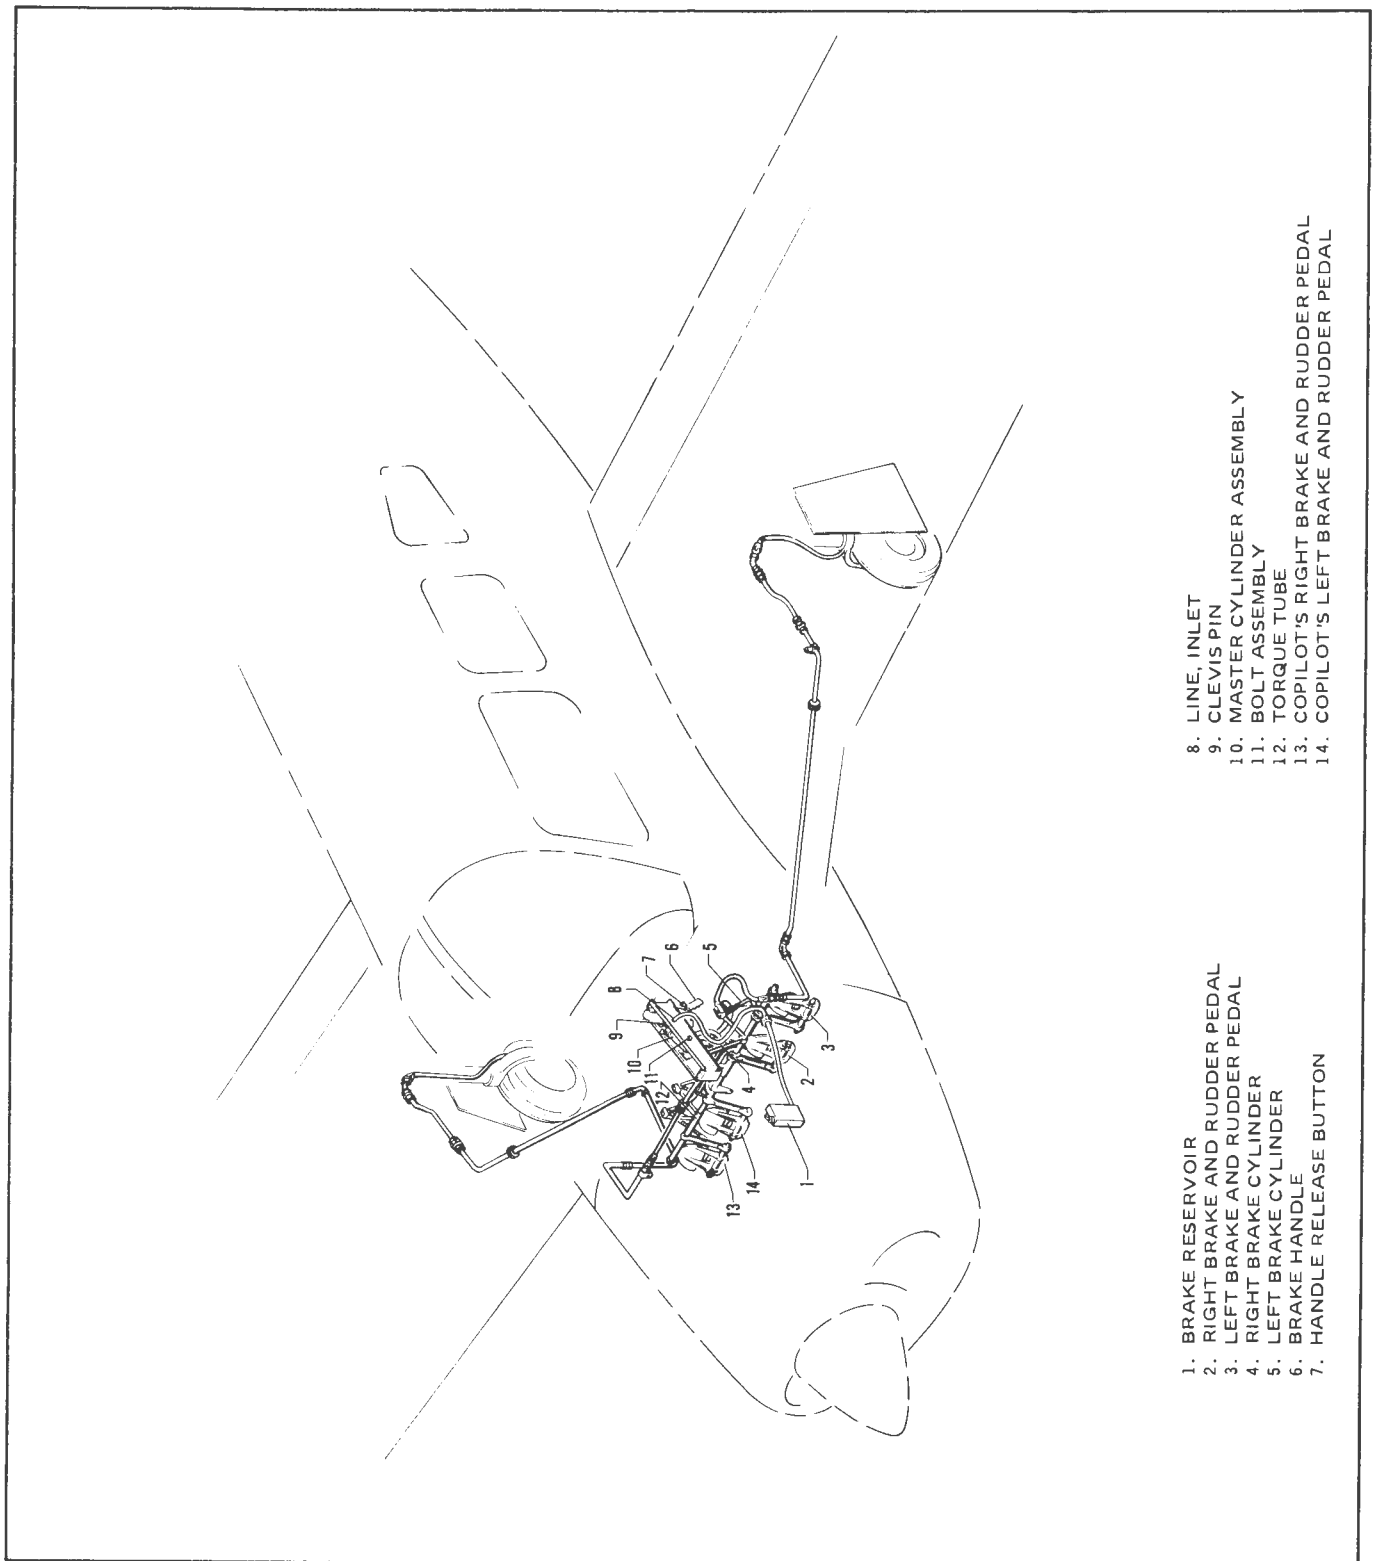 7
6
5
8
9
10
11
12
4
3
2
1
13
14
1. BRAKE RESERVOIR
2. RIGHT BRAKE AND RUDDER PEDAL
3. LEFT BRAKE AND RUDDER PEDAL
4. RIGHT BRAKE CYLINDER
5. LEFT BRAKE CYLINDER
6. BRAKE HANDLE
7. HANDLE RELEASE BUTTON
8. LINE, INLET
9. CLEVIS PIN
10. MASTER CYLINDER ASSEMBLY
11. BOLT ASSEMBLY
12. TORQUE TUBE
13. COPILOT'S RIGHT BRAKE AND RUDDER PEDAL
14. COPILOT'S LEFT BRAKE AND RUDDER PEDAL